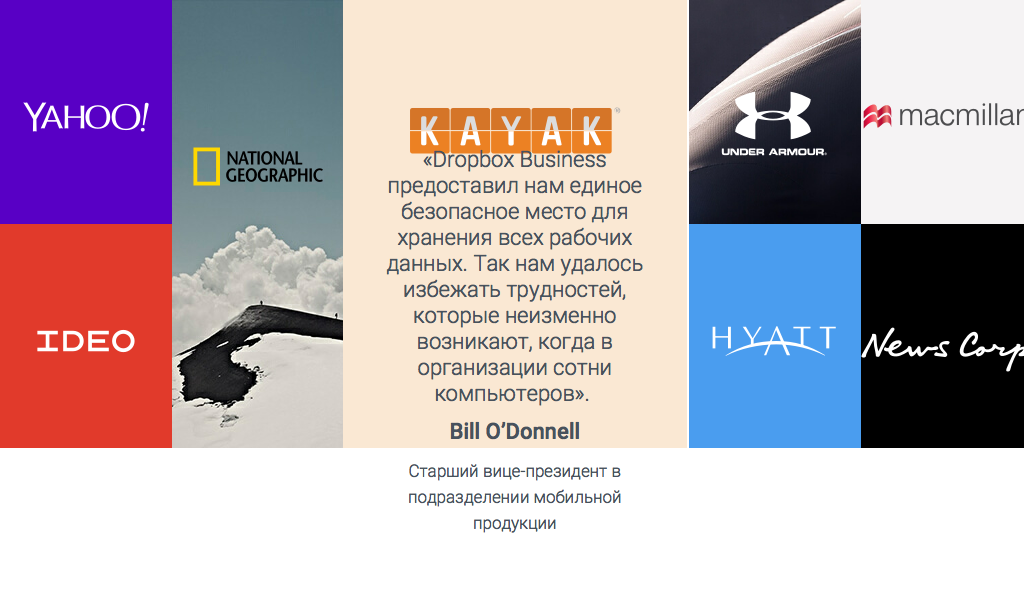 YAHOO!
IDEO
NATIONAL
GEOGRAPHIC
KAYAK®
«Dropbox Business
предоставил нам единое
безопасное место для
хранения всех рабочих
данных. Так нам удалось
избежать трудностей,
которые неизменно
возникают, когда в
организации сотни
компьютеров».
Bill O’Donnell
Старший вице-президент в
подразделении мобильной
продукции
UNDER ARMOUR.
HYATT
macmillan
News Corp